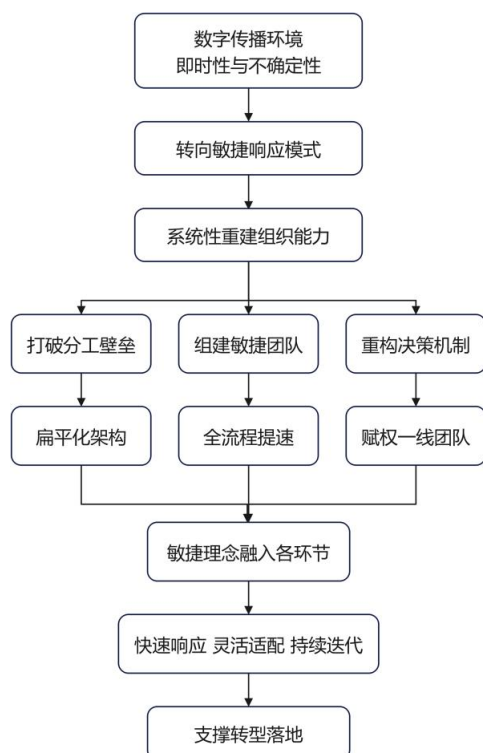 数字传播环境
即时性与不确定性
转向敏捷响应模式
系统性重建组织能力
打破分工壁垒
组建敏捷团队
重构决策机制
扁平化架构
全流程提速
赋权一线团队
敏捷理念融入各环节
快速响应 灵活适配 持续迭代
支撑转型落地